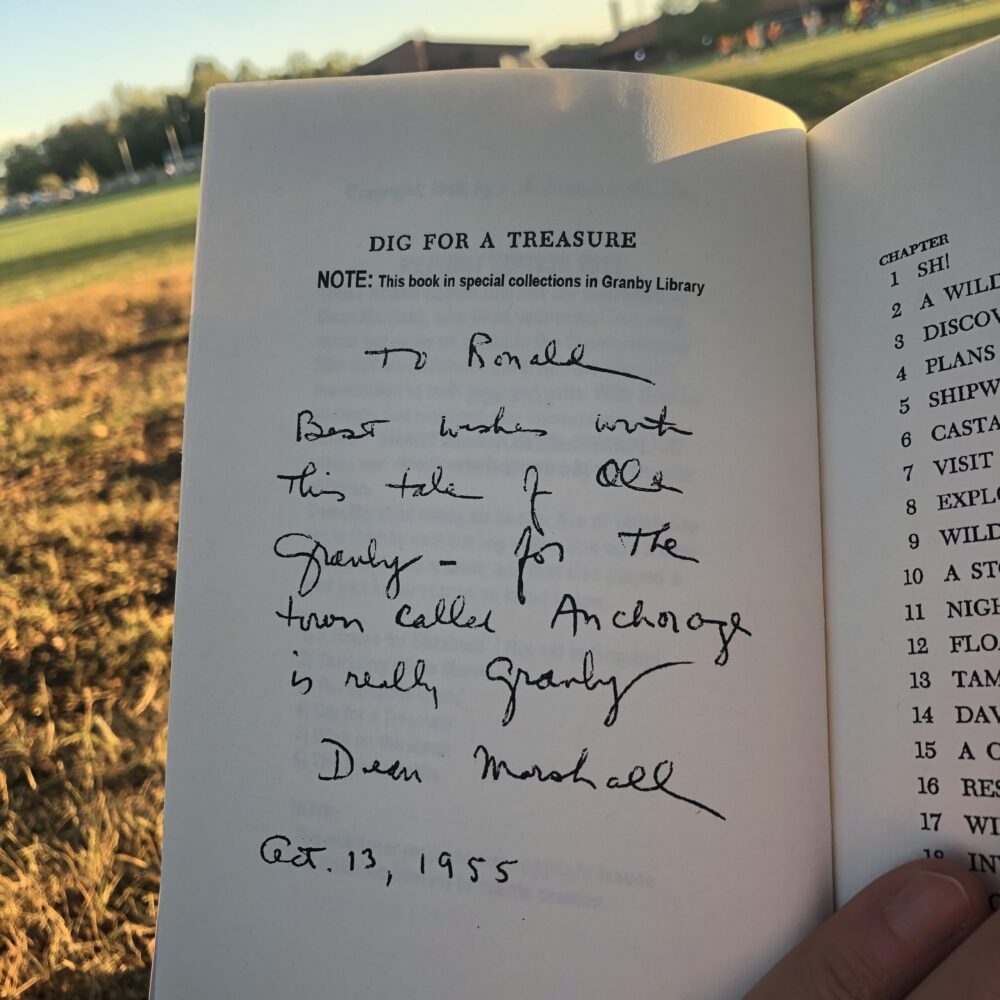 DIG FOR A TREASURE
NOTE: This book in special collections in Granby Library
To Ronald
Best wishes with
this tale of Old
Granby - for the
town called Anchorage
is really Granby
Dean Marshall
Oct. 13, 1955
CHAPTER
1 SH!
2 A WILD
3 DISCOV
4 PLANS
5 SHIPW
6 CASTA
7 VISIT
8 EXPLO
9 WILD
10 A STO
11 NIGH
12 FLOA
13 TAM
14 DAV
15 A C
16 RES
17 WI
18 INV